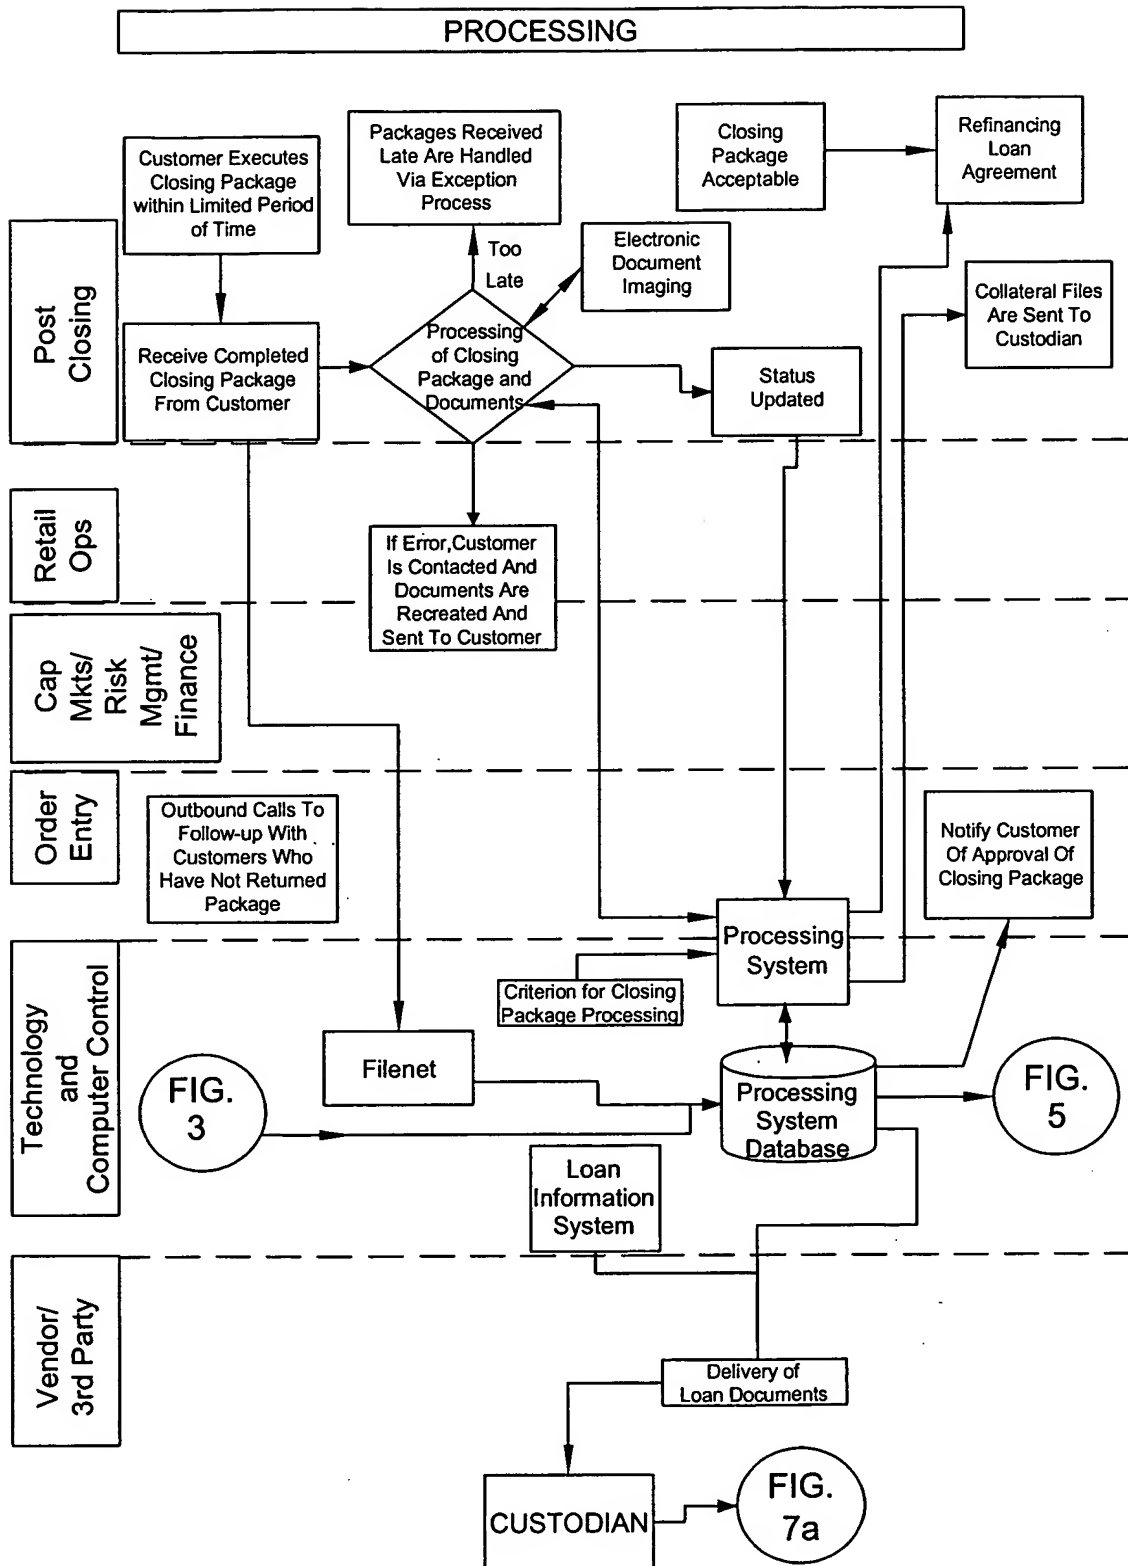 PROCESSING
Customer Executes
Closing Package
within Limited Period
of Time
Packages Received
Late Are Handled
Via Exception
Process
Closing
Package
Acceptable
Refinancing
Loan
Agreement
Too
Late
Electronic
Document
Imaging
Collateral Files
Are Sent To
Custodian
Post
Closing
Receive Completed
Closing Package
From Customer
Processing
of Closing
Package and
Documents
Status
Updated
Retail
Ops
If Error,Customer
Is Contacted And
Documents Are
Recreated And
Sent To Customer
Cap
Mkts/
Risk
Mgmt/
Finance
Order
Entry
Outbound Calls To
Follow-up With
Customers Who
Have Not Returned
Package
Notify Customer
Of Approval Of
Closing Package
Processing
System
Criterion for Closing
Package Processing
Technology
and
Computer Control
Filenet
FIG.
3
Processing
System
Database
FIG.
5
Loan
Information
System
Vendor/
3rd Party
Delivery of
Loan Documents
CUSTODIAN
FIG.
7a